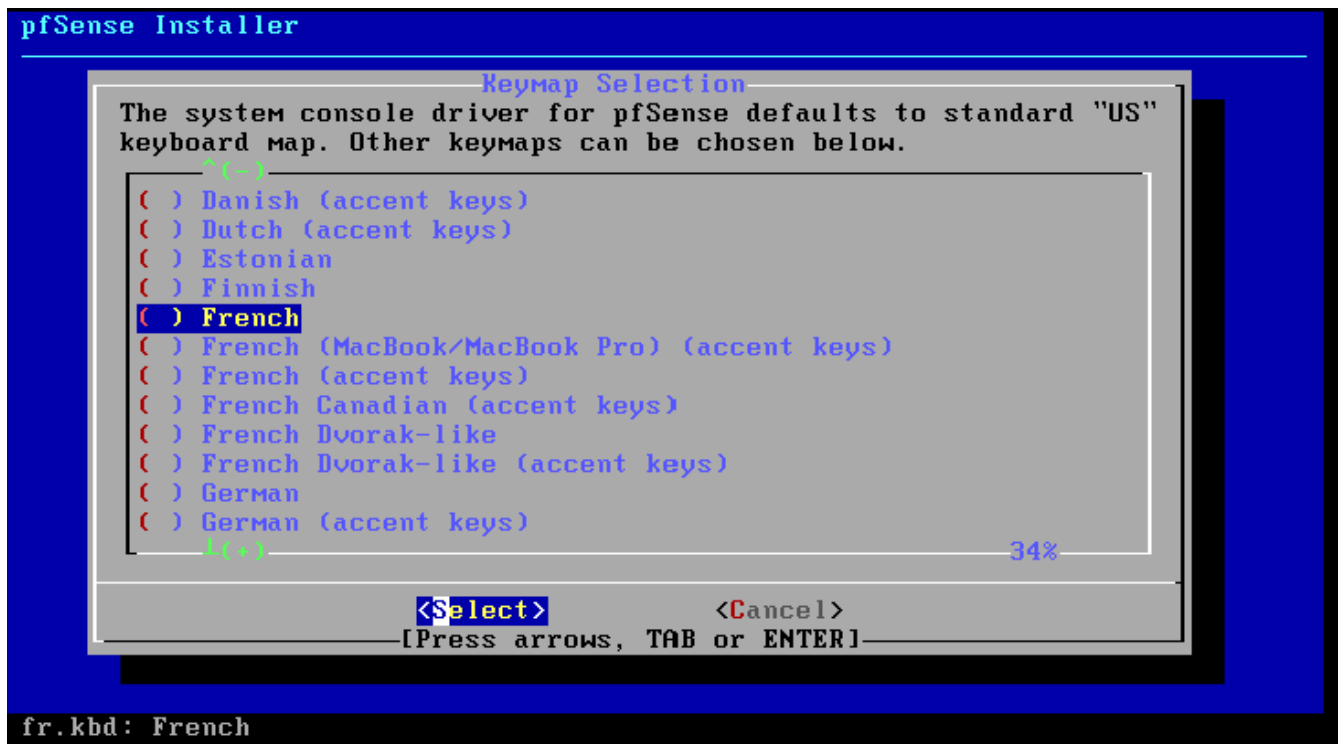 pfSense Installer
Keymap Selection
The system console driver for pfSense defaults to standard "US"
keyboard map. Other keymaps can be chosen below.
^(-)
( ) Danish (accent keys)
( ) Dutch (accent keys)
( ) Estonian
( ) Finnish
( ) French
( ) French (MacBook/MacBook Pro) (accent keys)
( ) French (accent keys)
( ) French Canadian (accent keys)
( ) French Dvorak-like
( ) French Dvorak-like (accent keys)
( ) German
( ) German (accent keys)
┴(+) 34%
<Select> <Cancel>
[Press arrows, TAB or ENTER]
fr.kbd: French